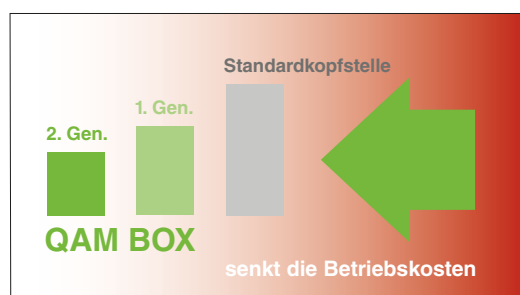 Standardkopfstelle
1. Gen.
2. Gen.
QAM BOX
senkt die Betriebskosten